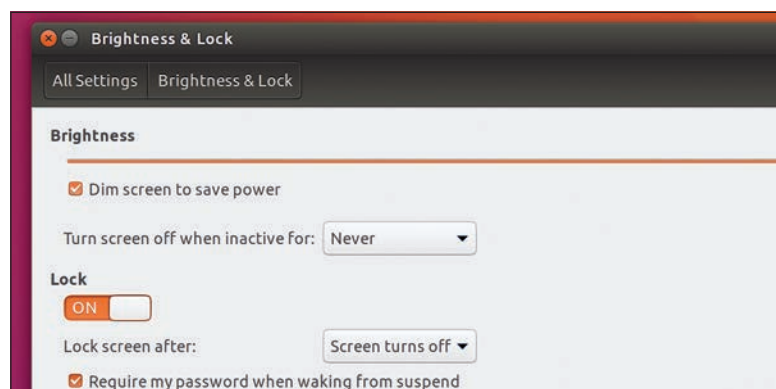 Brightness & Lock
All Settings Brightness & Lock
Brightness
Dim screen to save power
Turn screen off when inactive for: Never
Lock
ON
Lock screen after: Screen turns off
Require my password when waking from suspend